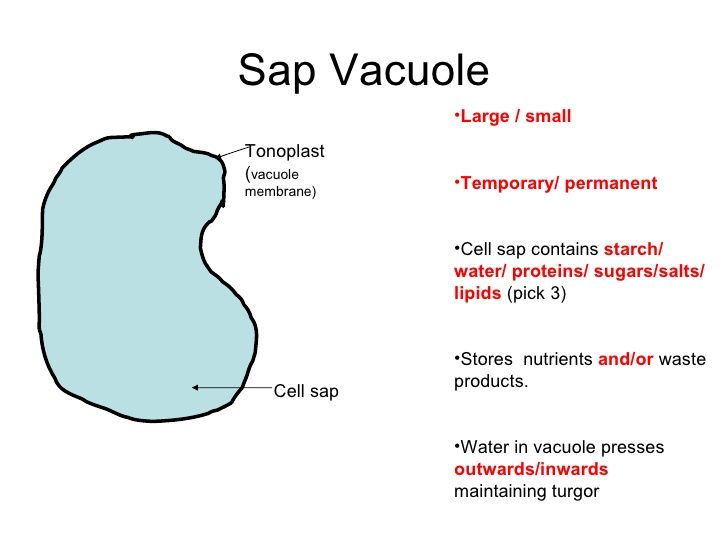 Sap Vacuole
Tonoplast
(vacuole
membrane)
Cell sap
•Large / small
•Temporary/ permanent
•Cell sap contains starch/
water/ proteins/ sugars/salts/
lipids (pick 3)
•Stores  nutrients and/or waste
products.
•Water in vacuole presses
outwards/inwards
maintaining turgor